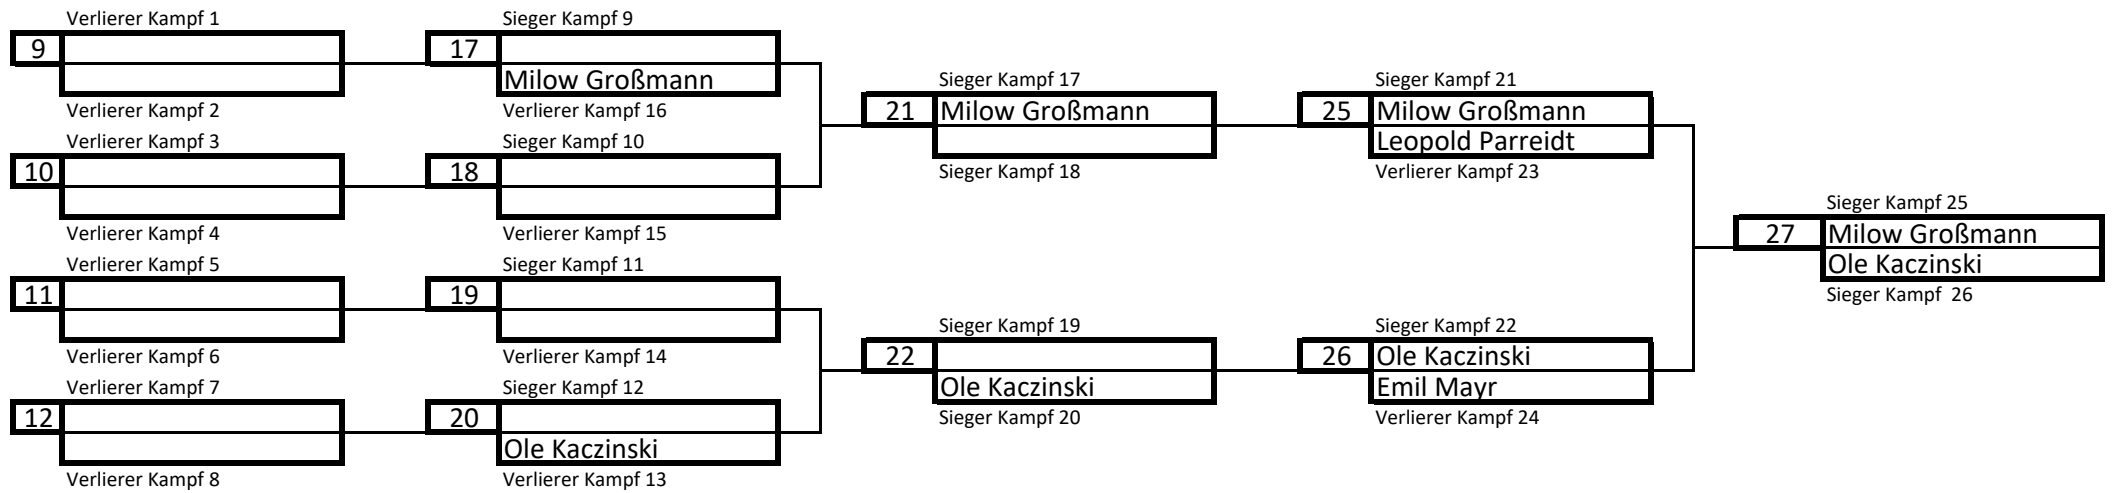 Verlierer Kampf 1
9
Verlierer Kampf 2
Verlierer Kampf 3
10
Verlierer Kampf 4
Verlierer Kampf 5
11
Verlierer Kampf 6
Verlierer Kampf 7
12
Verlierer Kampf 8
Sieger Kampf 9
17
Milow Großmann
Verlierer Kampf 16
Sieger Kampf 10
18
Verlierer Kampf 15
Sieger Kampf 11
19
Verlierer Kampf 14
Sieger Kampf 12
20
Ole Kaczinski
Verlierer Kampf 13
Sieger Kampf 17
21 Milow Großmann
Sieger Kampf 18
Sieger Kampf 19
22
Ole Kaczinski
Sieger Kampf 20
Sieger Kampf 21
25 Milow Großmann
Leopold Parreidt
Verlierer Kampf 23
Sieger Kampf 22
26 Ole Kaczinski
Emil Mayr
Verlierer Kampf 24
Sieger Kampf 25
27 Milow Großmann
Ole Kaczinski
Sieger Kampf  26